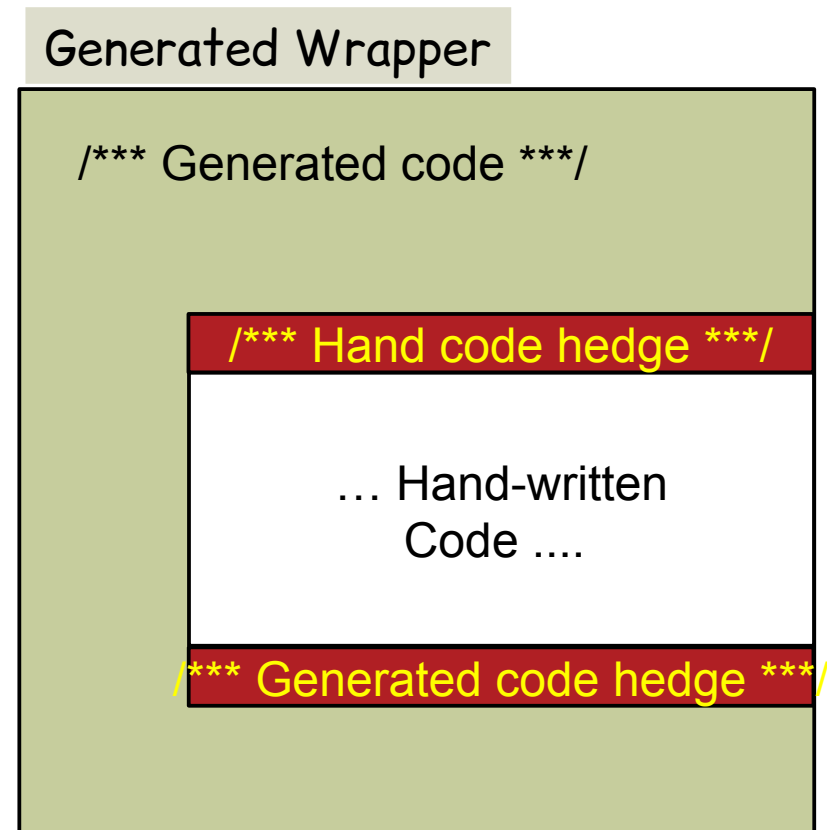 Generated Wrapper
/*** Generated code ***/
/*** Hand code hedge ***/
… Hand-written
Code ....
/*** Generated code hedge ***/